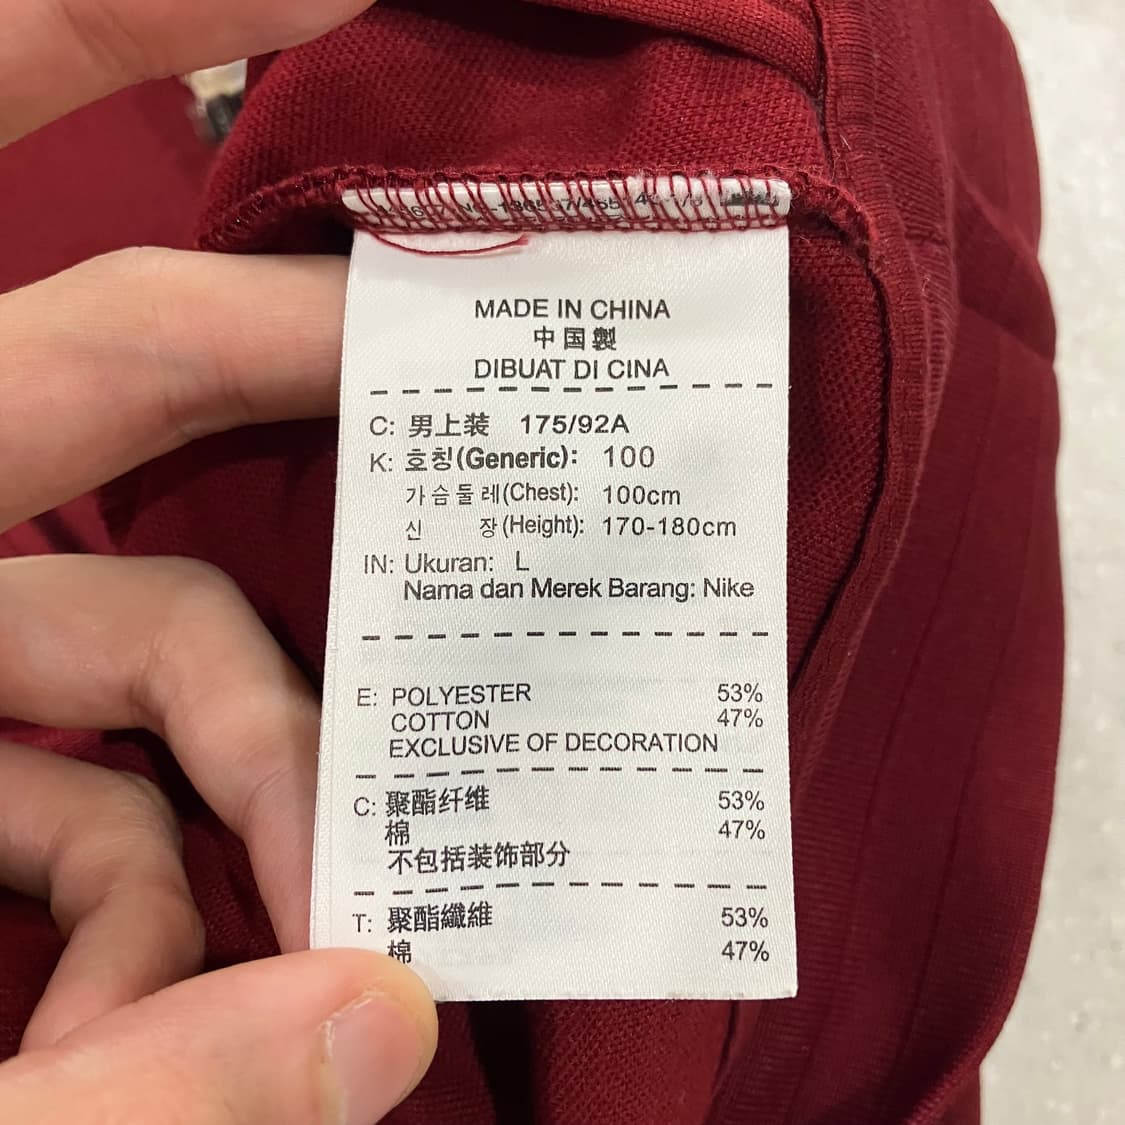 MADE IN CHINA
中国製
DIBUAT DI CINA
C: 男上装 175/92A
K: 호칭(Generic): 100
가슴둘레(Chest): 100cm
신 장(Height): 170-180cm
IN: Ukuran: L
Nama dan Merek Barang: Nike
E: POLYESTER 53%
COTTON 47%
EXCLUSIVE OF DECORATION
C: 聚酯纤维 53%
棉 47%
不包括装饰部分
T: 聚酯纖維 53%
棉 47%